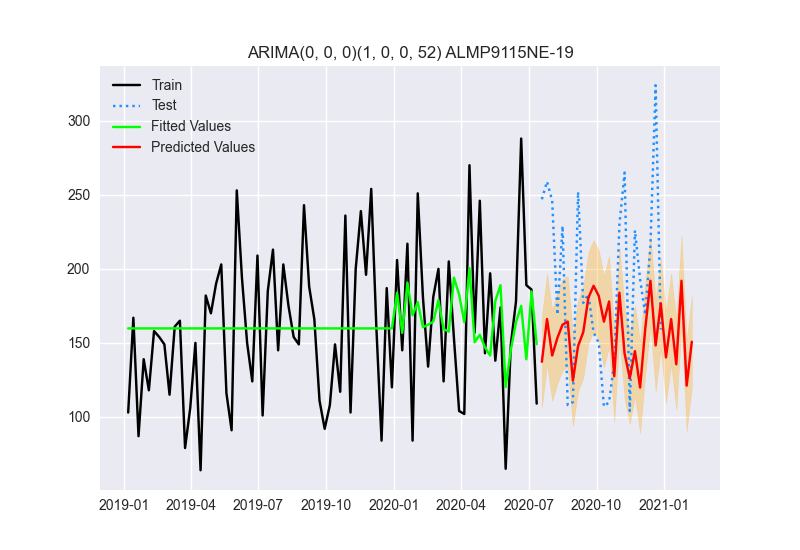 ARIMA(0, 0, 0)(1, 0, 0, 52) ALMP9115NE-19
Train
Test
Fitted Values
Predicted Values
300
250
200
150
100
2019-01 2019-04 2019-07 2019-10 2020-01 2020-04 2020-07 2020-10 2021-01